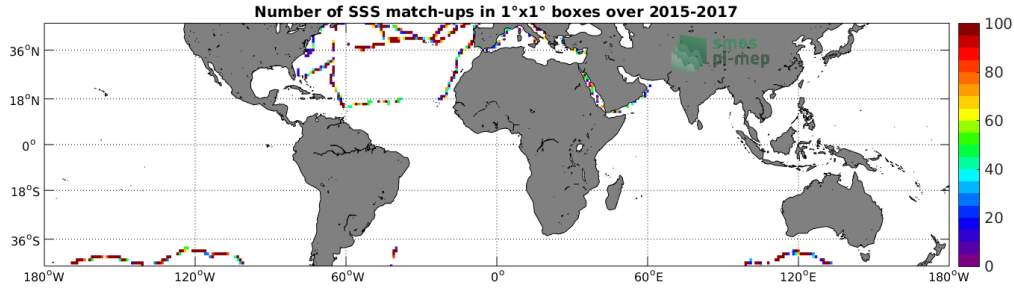 Number of SSS match-ups in 1°x1° boxes over 2015-2017
smos
pi-mep
36°N
18°N
0°
18°S
36°S
180°W 120°W 60°W 0° 60°E 120°E 180°W
100
80
60
40
20
0